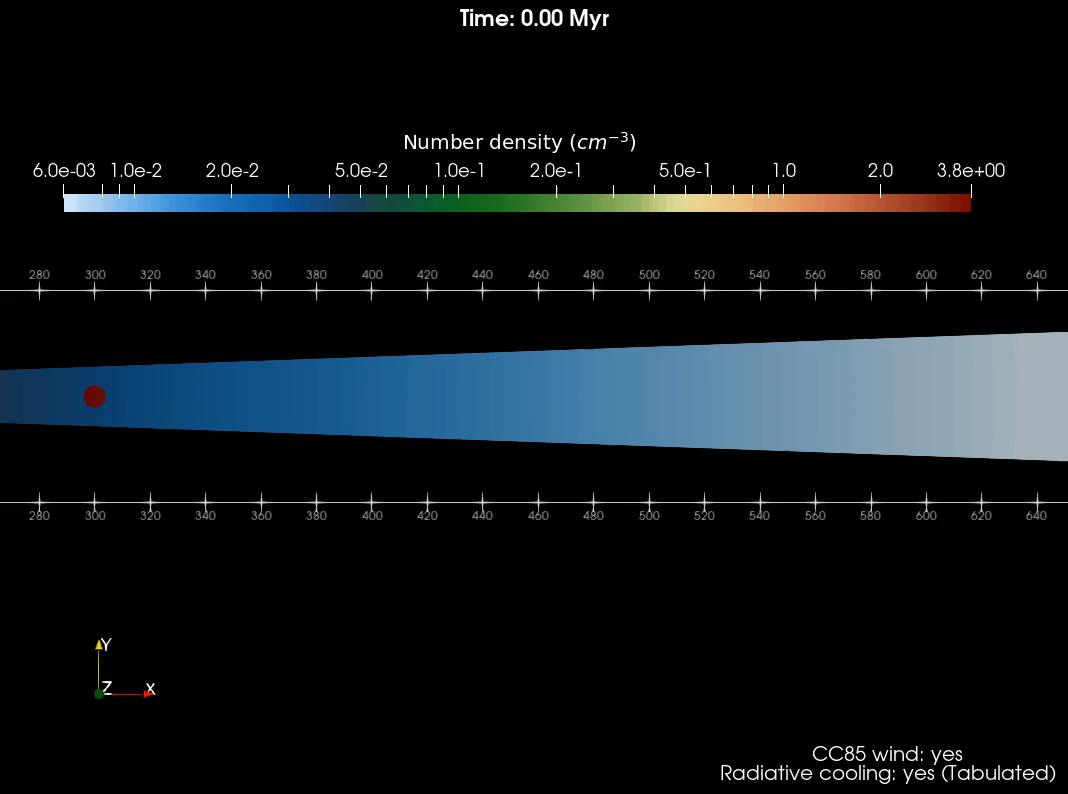 Time: 0.00 Myr
Number density (cm⁻³)
6.0e-03 1.0e-2 2.0e-2 5.0e-2 1.0e-1 2.0e-1 5.0e-1 1.0 2.0 3.8e+00
280 300 320 340 360 380 400 420 440 460 480 500 520 540 560 580 600 620 640
280 300 320 340 360 380 400 420 440 460 480 500 520 540 560 580 600 620 640
Y
Z X
CC85 wind: yes
Radiative cooling: yes (Tabulated)